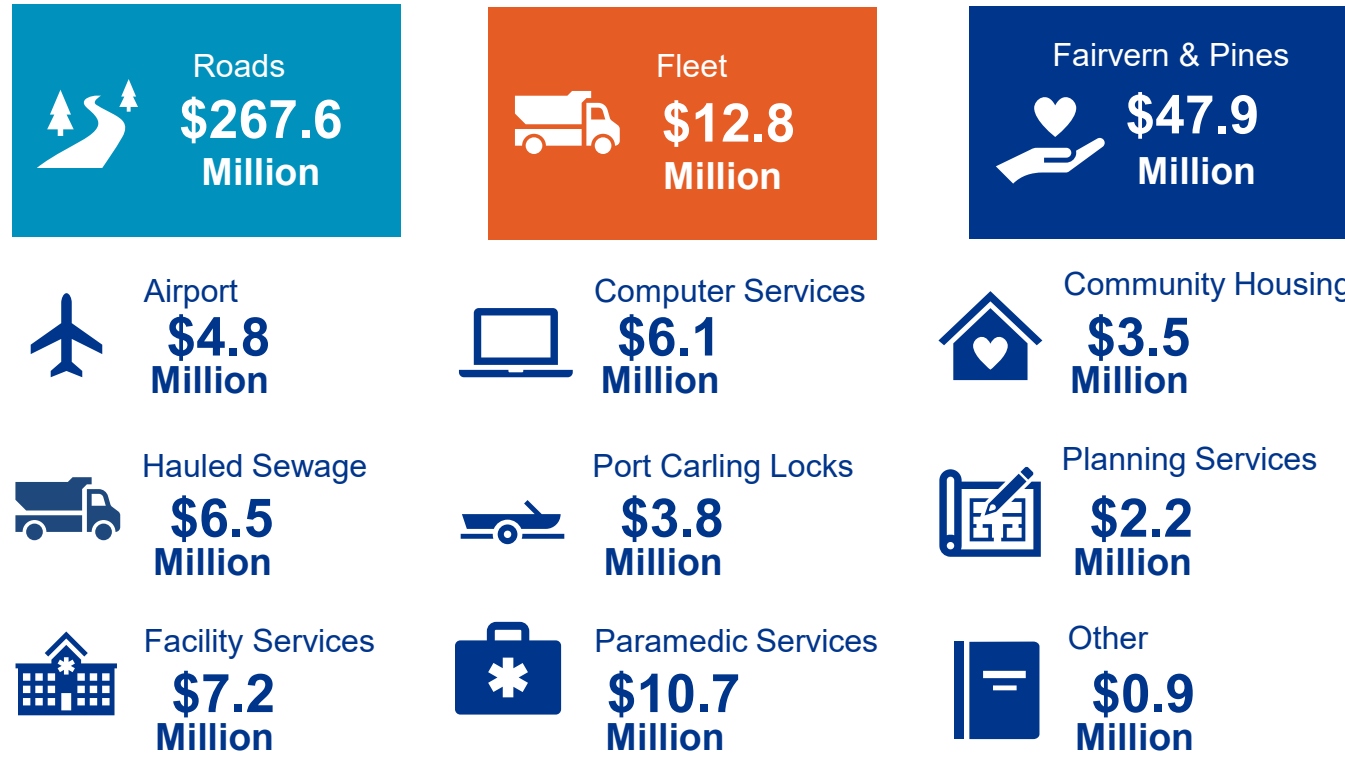 Roads
$267.6
Million
Fleet
$12.8
Million
Fairvern & Pines
$47.9
Million
Airport
$4.8
Million
Computer Services
$6.1
Million
Community Housing
$3.5
Million
Hauled Sewage
$6.5
Million
Port Carling Locks
$3.8
Million
Planning Services
$2.2
Million
Facility Services
$7.2
Million
Paramedic Services
$10.7
Million
Other
$0.9
Million